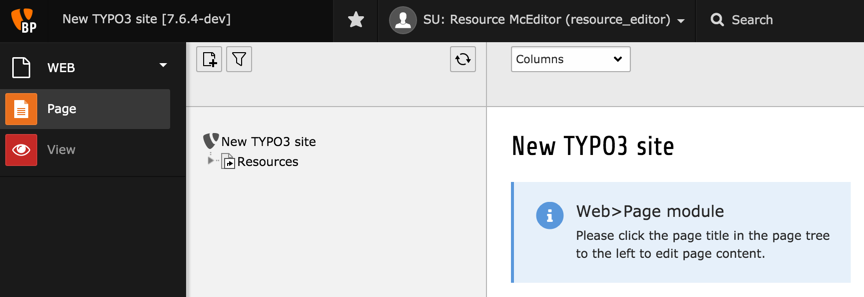 BP
New TYPO3 site [7.6.4-dev]
SU: Resource McEditor (resource_editor)
Search
WEB
Page
View
Columns
New TYPO3 site
Resources
New TYPO3 site
Web>Page module
Please click the page title in the page tree
to the left to edit page content.